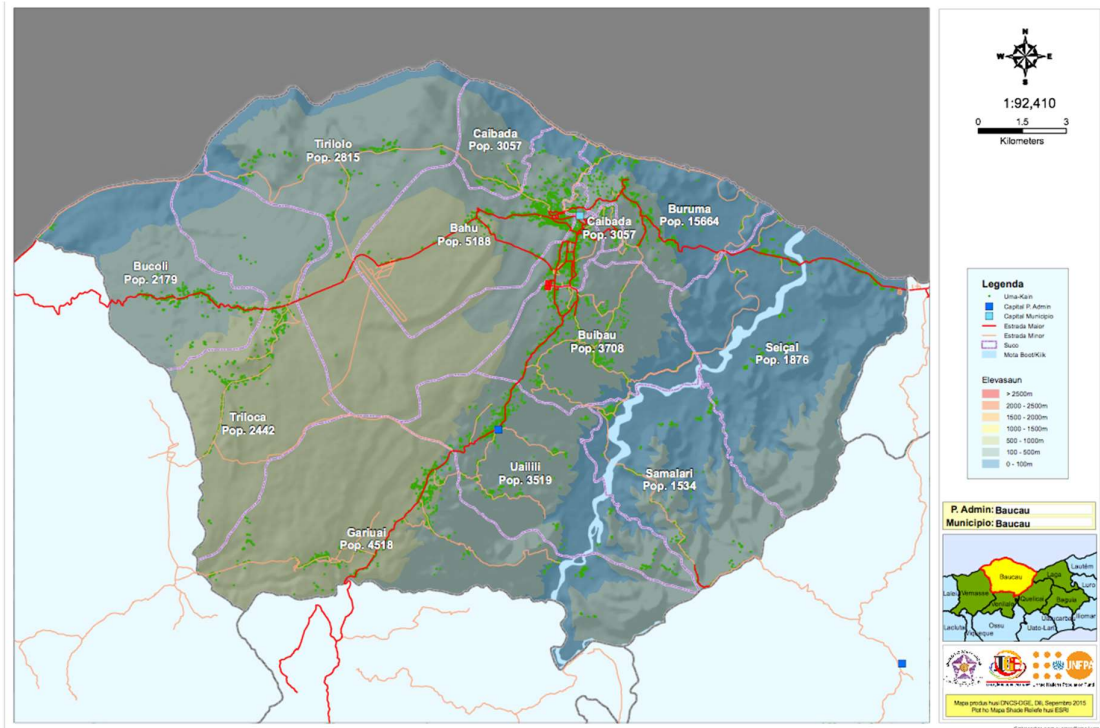 Tirilolo
Pop. 2815
Caibada
Pop. 3057
Bahu
Pop. 5188
Caibada
Pop. 3057
Buruma
Pop. 15664
Bucoli
Pop. 2179
Buibau
Pop. 3708
Seiçal
Pop. 1876
Triloca
Pop. 2442
Uailili
Pop. 3519
Samalari
Pop. 1534
Gariuai
Pop. 4518
N
W E
S
1:92,410
0 1.5 3
Kilometers
Legenda
Uma-Kain
Capital P. Admin
Capital Municipio
Estrada Maior
Estrada Minor
Suco
Mota Boot/Kiik
Elevasaun
> 2500m
2000 - 2500m
1500 - 2000m
1000 - 1500m
500 - 1000m
100 - 500m
0 - 100m
P. Admin: Baucau
Municipio: Baucau
Baucau
Laga
Lautém
Luro
Vemasse
Quelicai
Baguia
Ossu
Lacluta
Viqueque
UNFPA
Mapa produs husi DNCS-DGE, Dili, Sepembro 2015
Plot ho Mapa Shade Reliefe husi ESRI